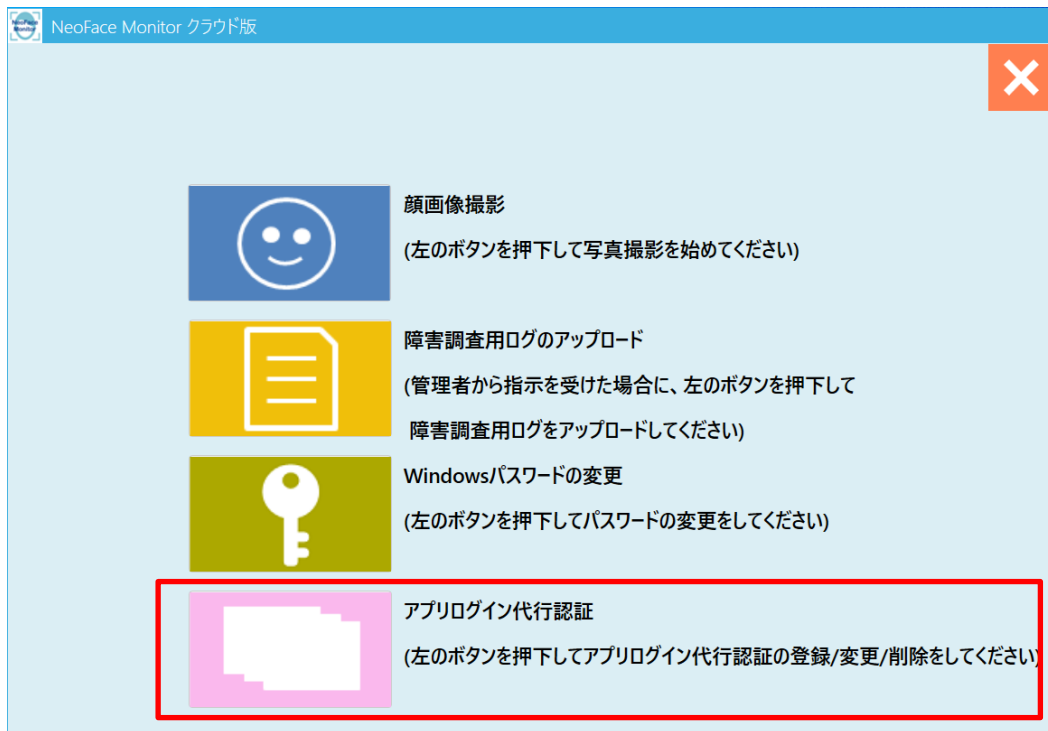 NeoFace
Monitor
NeoFace Monitor クラウド版
顔画像撮影
(左のボタンを押下して写真撮影を始めてください)
障害調査用ログのアップロード
(管理者から指示を受けた場合に、左のボタンを押下して
障害調査用ログをアップロードしてください)
Windowsパスワードの変更
(左のボタンを押下してパスワードの変更をしてください)
アプリログイン代行認証
(左のボタンを押下してアプリログイン代行認証の登録/変更/削除をしてください)